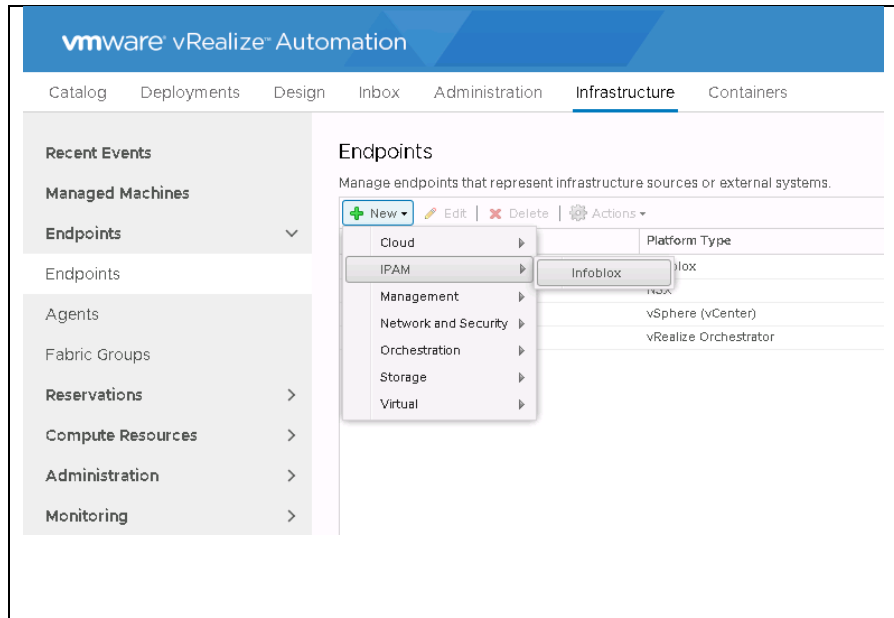 vmware® vRealize™ Automation
Catalog Deployments Design Inbox Administration Infrastructure Containers
Recent Events
Managed Machines
Endpoints
Endpoints
Agents
Fabric Groups
Reservations
Compute Resources
Administration
Monitoring
Endpoints
Manage endpoints that represent infrastructure sources or external systems.
New Edit Delete Actions
Platform Type
Cloud
IPAM
Management
Network and Security
Orchestration
Storage
Virtual
Infoblox
NSX
vSphere (vCenter)
vRealize Orchestrator